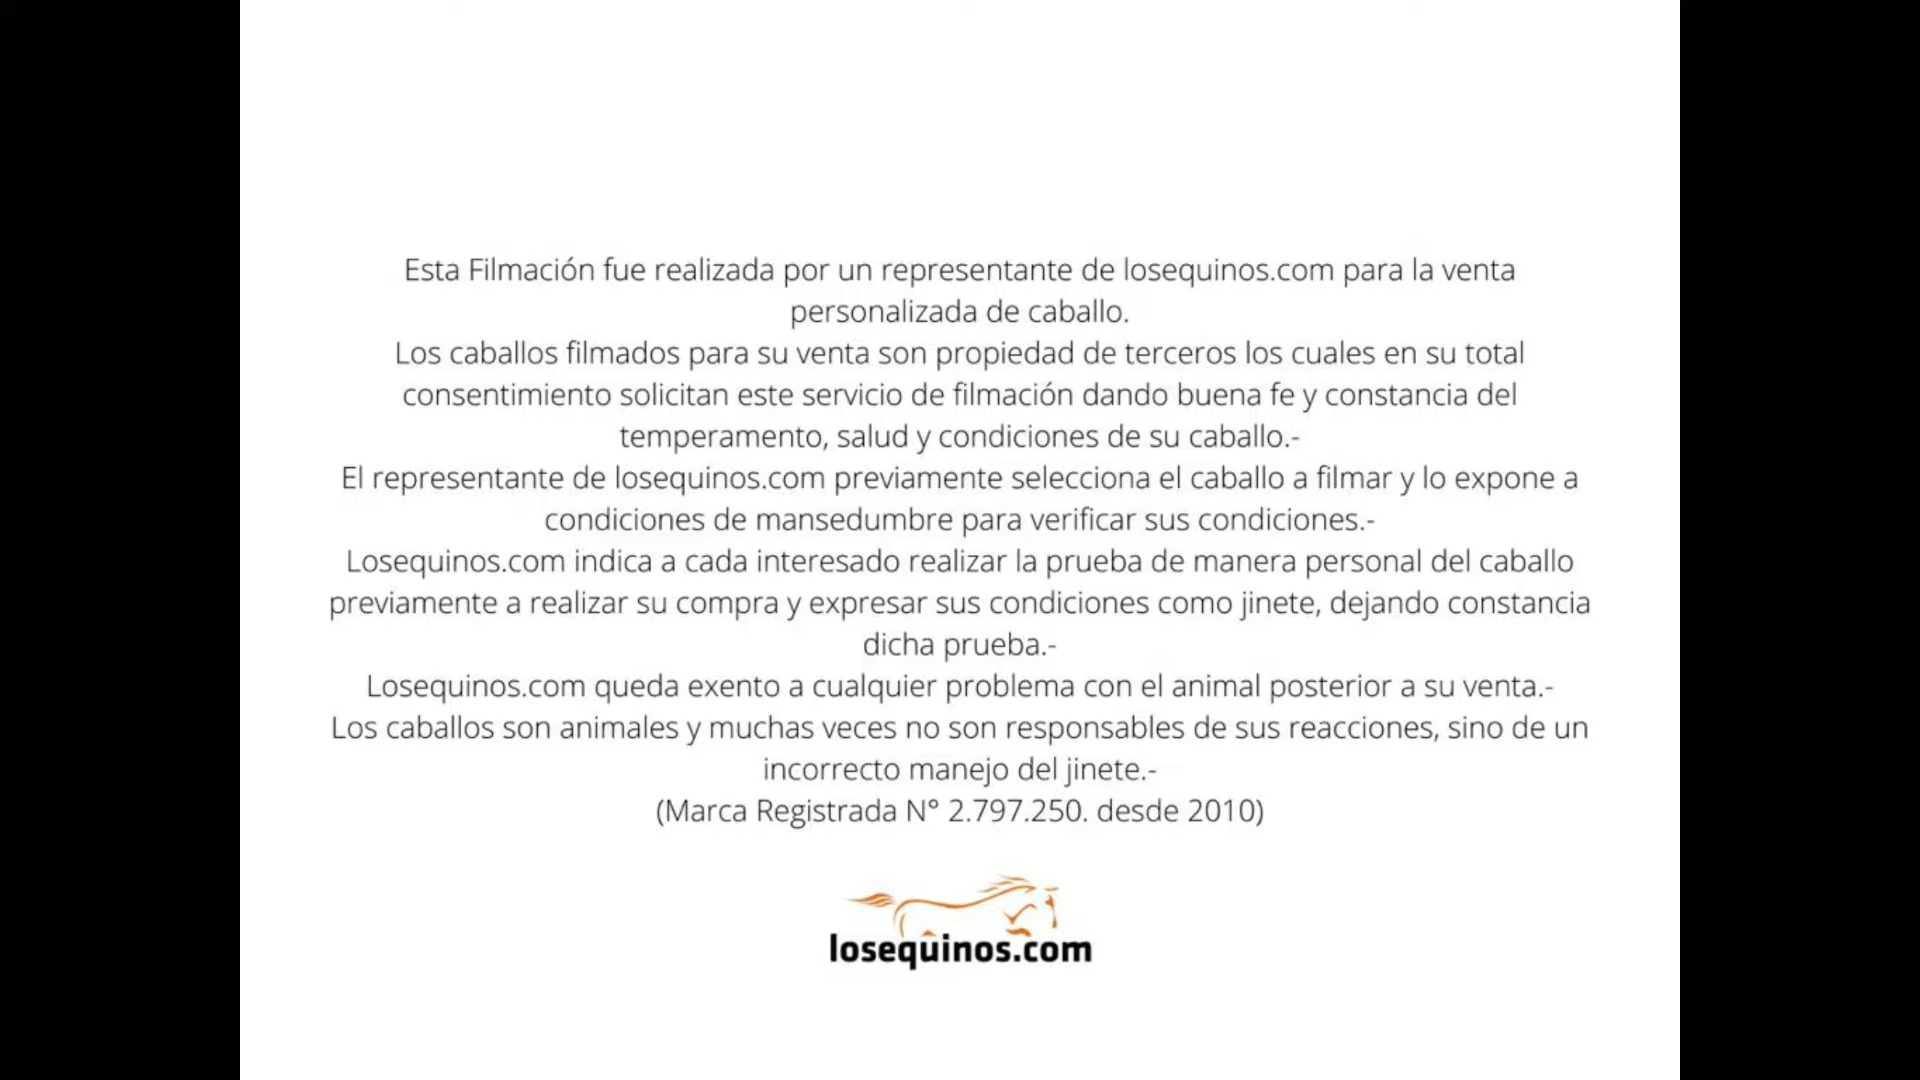 Esta Filmación fue realizada por un representante de losequinos.com para la venta
personalizada de caballo.
Los caballos filmados para su venta son propiedad de terceros los cuales en su total
consentimiento solicitan este servicio de filmación dando buena fe y constancia del
temperamento, salud y condiciones de su caballo.-
El representante de losequinos.com previamente selecciona el caballo a filmar y lo expone a
condiciones de mansedumbre para verificar sus condiciones.-
Losequinos.com indica a cada interesado realizar la prueba de manera personal del caballo
previamente a realizar su compra y expresar sus condiciones como jinete, dejando constancia
dicha prueba.-
Losequinos.com queda exento a cualquier problema con el animal posterior a su venta.-
Los caballos son animales y muchas veces no son responsables de sus reacciones, sino de un
incorrecto manejo del jinete.-
(Marca Registrada N° 2.797.250. desde 2010)
losequinos.com